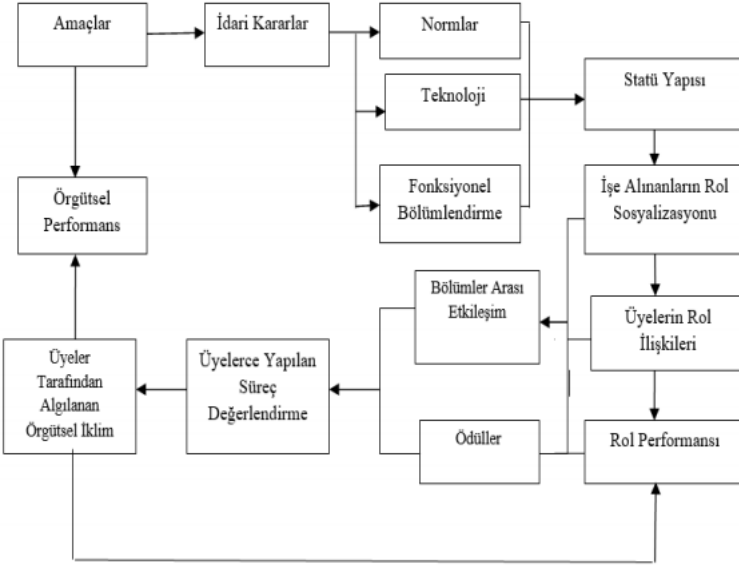 Amaçlar
İdari Kararlar
Normlar
Teknoloji
Fonksiyonel
Bölümlendirme
Statü Yapısı
Örgütsel
Performans
İşe Alınanların Rol
Sosyalizasyonu
Bölümler Arası
Etkileşim
Üyelerin Rol
İlişkileri
Üyeler
Tarafından
Algılanan
Örgütsel İklim
Üyelerce Yapılan
Süreç
Değerlendirme
Ödüller
Rol Performansı